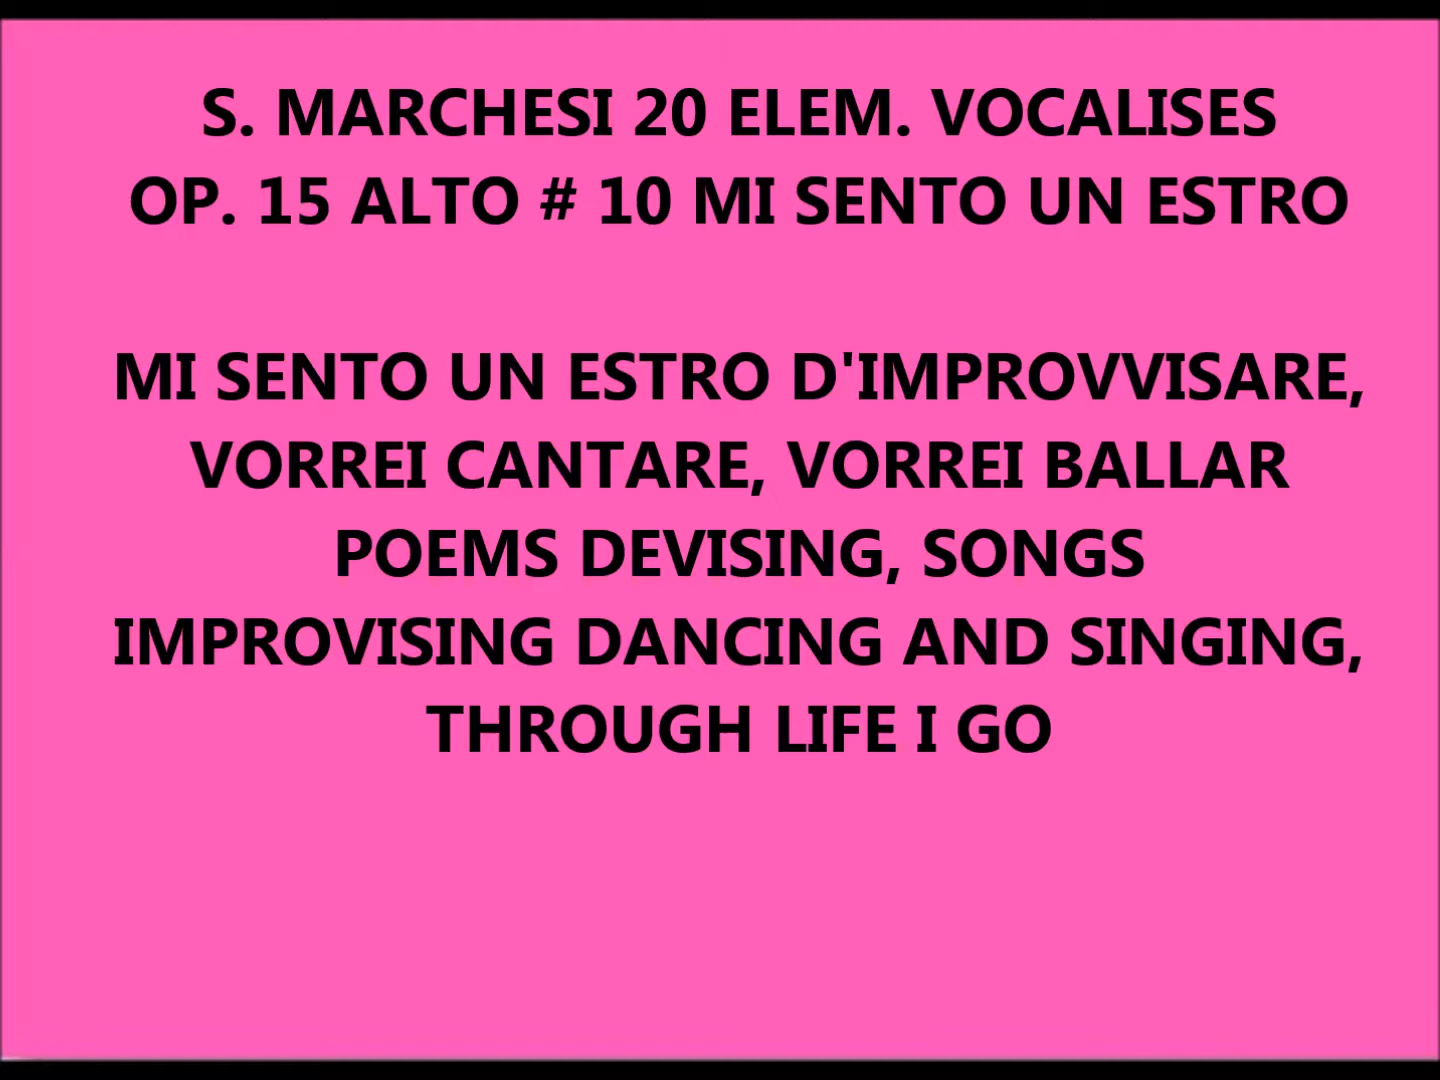 S. MARCHESI 20 ELEM. VOCALISES
OP. 15 ALTO # 10 MI SENTO UN ESTRO
MI SENTO UN ESTRO D'IMPROVVISARE,
VORREI CANTARE, VORREI BALLAR
POEMS DEVISING, SONGS
IMPROVISING DANCING AND SINGING,
THROUGH LIFE I GO